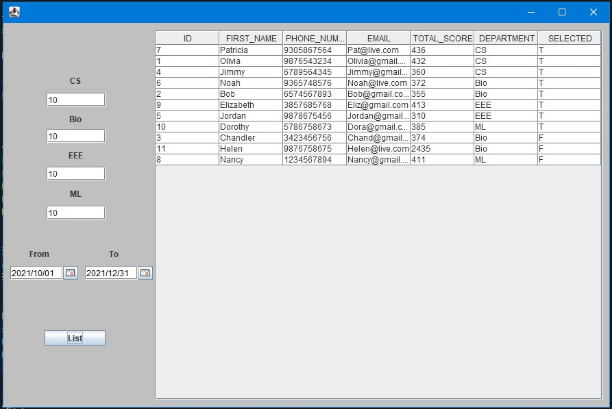 CS
10
Bio
10
EEE
10
ML
10
From To
2021/10/01 2021/12/31
List
ID FIRST_NAME PHONE_NUM... EMAIL TOTAL_SCORE DEPARTMENT SELECTED
7 Patricia 9305867564 Pat@live.com 436 CS T
1 Olivia 9876543234 Olivia@gmail.... 432 CS T
4 Jimmy 6789564345 Jimmy@gmail.... 360 CS T
6 Noah 9365748576 Noah@live.com 372 Bio T
2 Bob 6574567893 Bob@gmail.co... 355 Bio T
9 Elizabeth 3857685768 Eliz@gmail.com 413 EEE T
5 Jordan 9878675456 Jordan@gmail... 310 EEE T
10 Dorothy 5786758673 Dora@gmail.c... 385 ML T
3 Chandler 3423456756 Chand@gmail... 374 Bio F
11 Helen 9876758675 Helen@live.com 2435 Bio F
8 Nancy 1234567894 Nancy@gmail.... 411 ML F